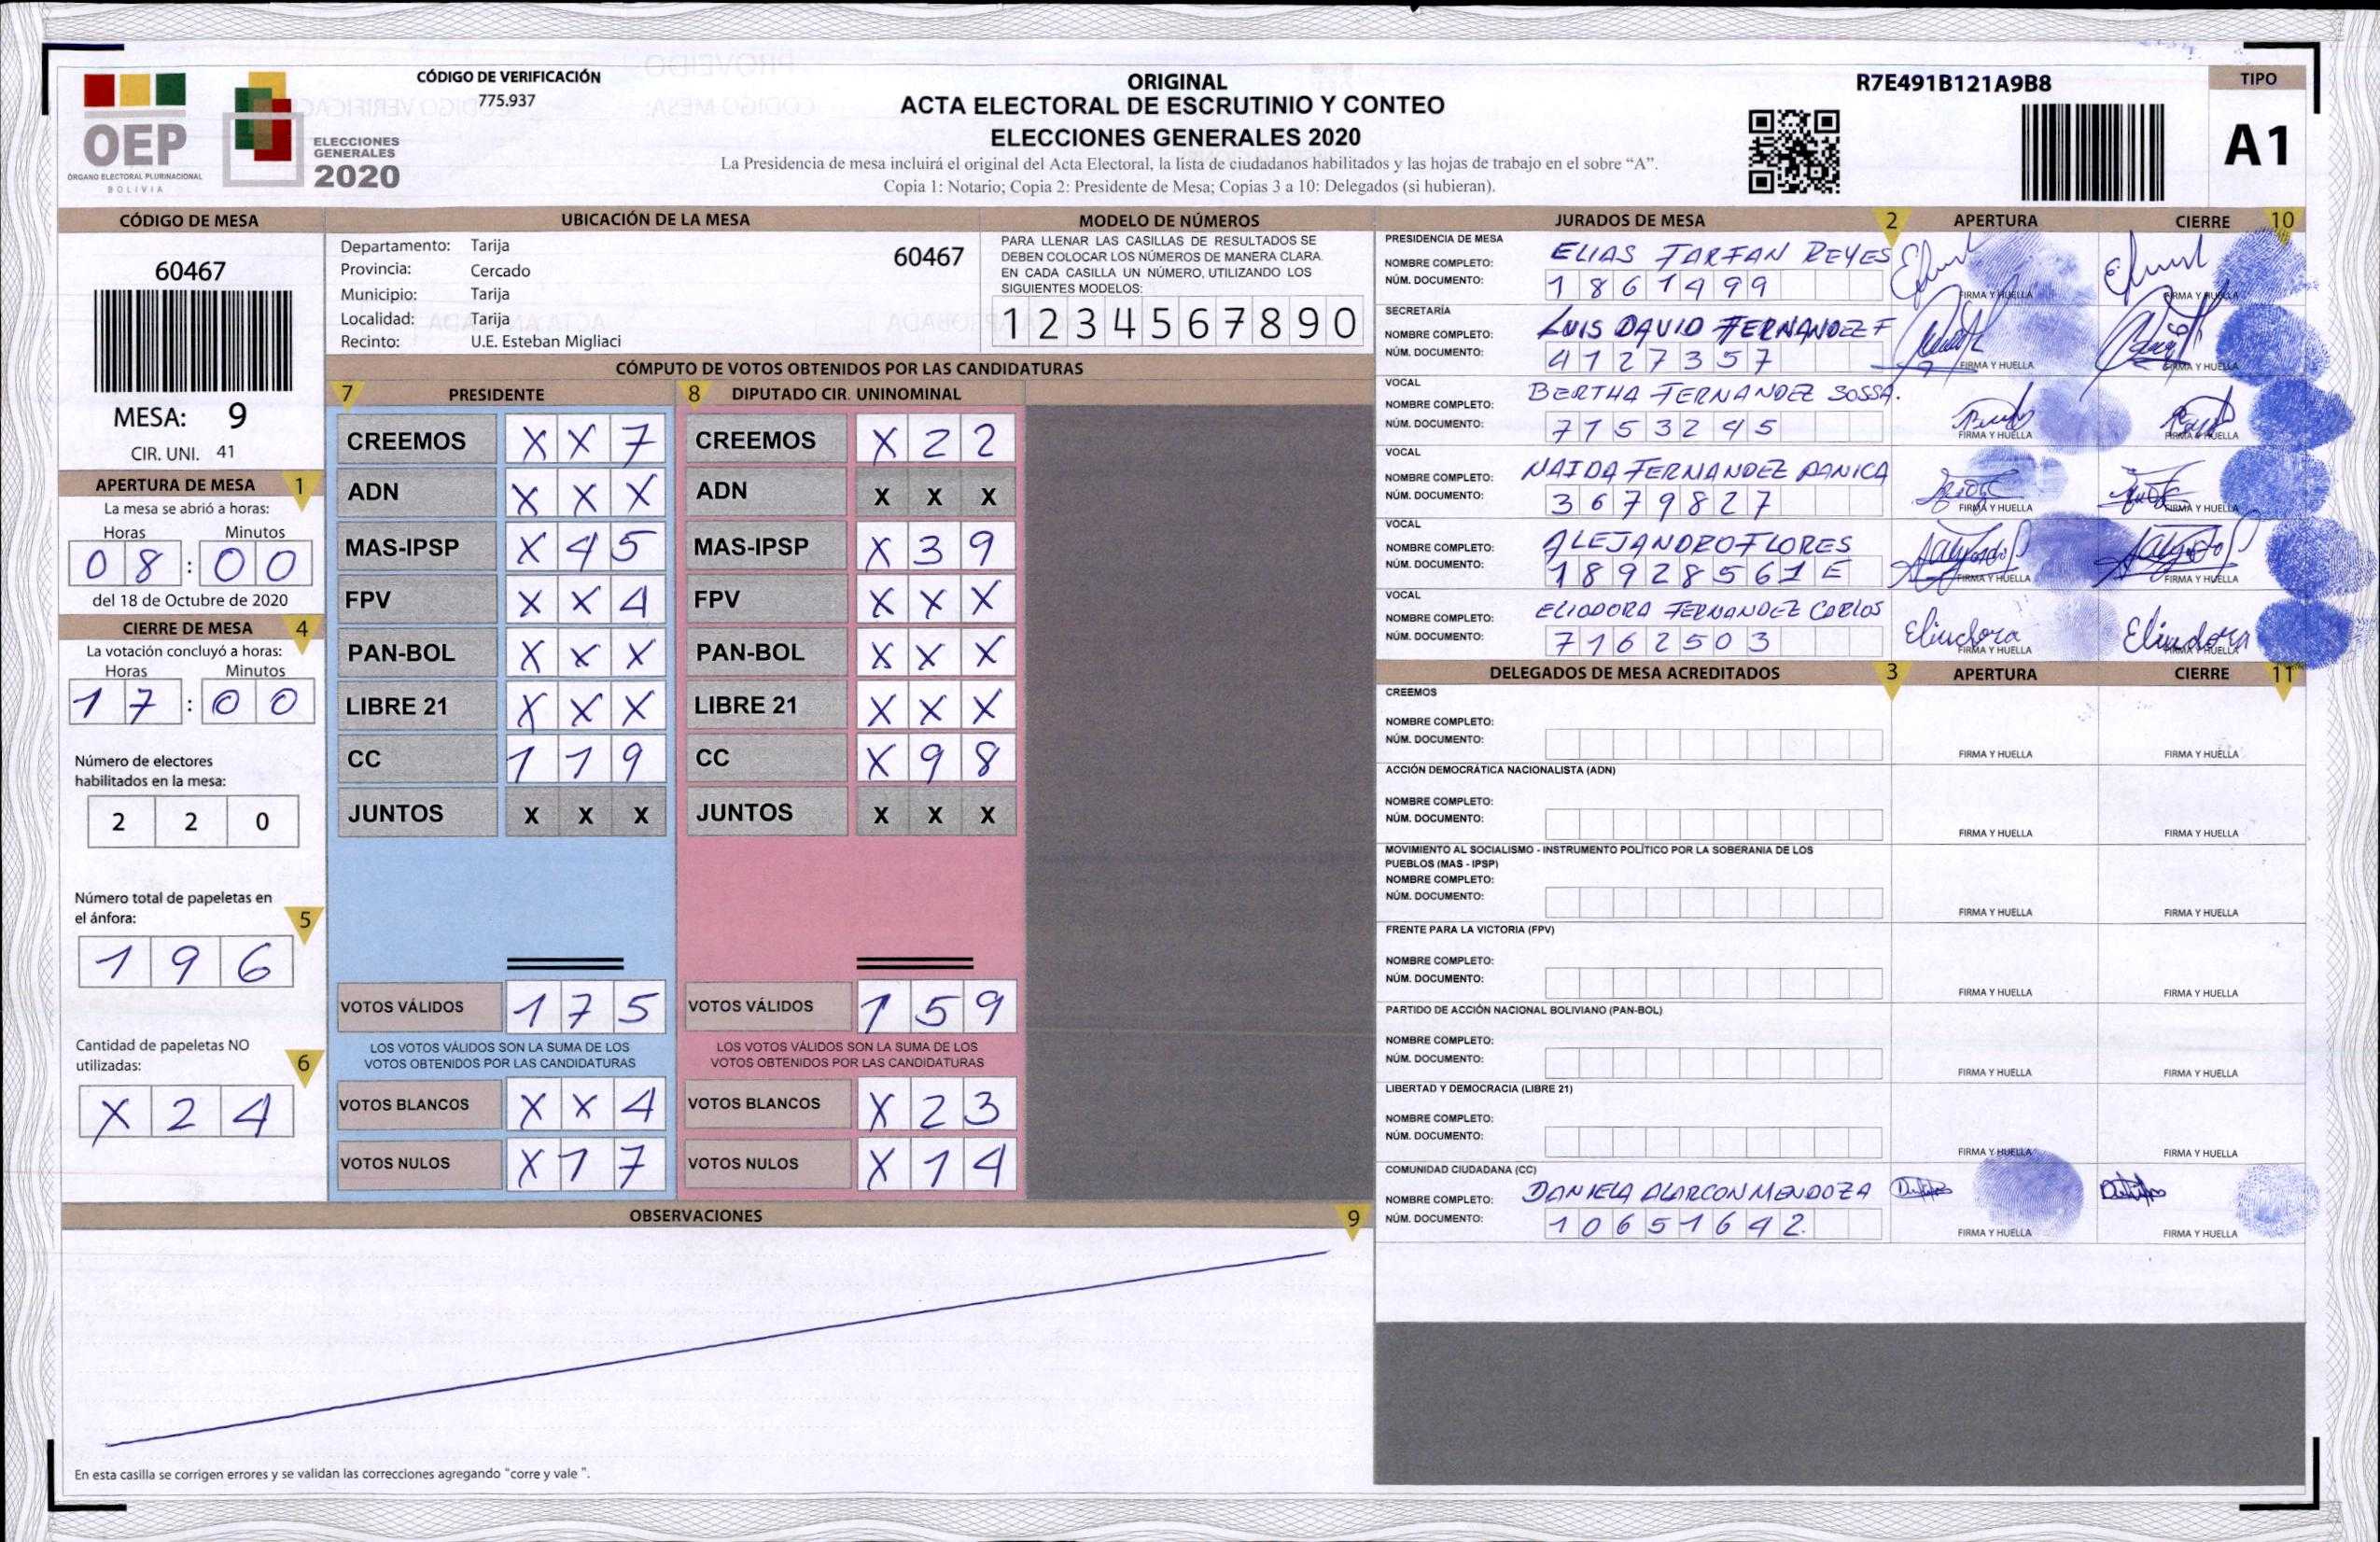 OEP
ÓRGANO ELECTORAL PLURINACIONAL
BOLIVIA
ELECCIONES
GENERALES
2020
CÓDIGO DE VERIFICACIÓN
775.937
ORIGINAL
ACTA ELECTORAL DE ESCRUTINIO Y CONTEO
ELECCIONES GENERALES 2020
La Presidencia de mesa incluirá el original del Acta Electoral, la lista de ciudadanos habilitados y las hojas de trabajo en el sobre “A”.
Copia 1: Notario; Copia 2: Presidente de Mesa; Copias 3 a 10: Delegados (si hubieran).
R7E491B121A9B8
TIPO
A1
CÓDIGO DE MESA
60467
MESA: 9
CIR. UNI. 41
APERTURA DE MESA 1
La mesa se abrió a horas:
Horas Minutos
08:00
del 18 de Octubre de 2020
CIERRE DE MESA 4
La votación concluyó a horas:
Horas Minutos
17:00
Número de electores
habilitados en la mesa:
220
Número total de papeletas en
el ánfora: 5
196
Cantidad de papeletas NO
utilizadas: 6
X24
UBICACIÓN DE LA MESA
Departamento: Tarija 60467
Provincia: Cercado
Municipio: Tarija
Localidad: Tarija
Recinto: U.E. Esteban Migliaci
MODELO DE NÚMEROS
PARA LLENAR LAS CASILLAS DE RESULTADOS SE
DEBEN COLOCAR LOS NÚMEROS DE MANERA CLARA.
EN CADA CASILLA UN NÚMERO, UTILIZANDO LOS
SIGUIENTES MODELOS:
1 2 3 4 5 6 7 8 9 0
CÓMPUTO DE VOTOS OBTENIDOS POR LAS CANDIDATURAS
7 PRESIDENTE 8 DIPUTADO CIR. UNINOMINAL
CREEMOS X X 7 CREEMOS X 2 2
ADN X X X ADN X X X
MAS-IPSP X 4 5 MAS-IPSP X 3 9
FPV X X 4 FPV X X X
PAN-BOL X X X PAN-BOL X X X
LIBRE 21 X X X LIBRE 21 X X X
CC 1 1 9 CC X 9 8
JUNTOS X X X JUNTOS X X X
VOTOS VÁLIDOS 1 7 5 VOTOS VÁLIDOS 1 5 9
LOS VOTOS VÁLIDOS SON LA SUMA DE LOS LOS VOTOS VÁLIDOS SON LA SUMA DE LOS
VOTOS OBTENIDOS POR LAS CANDIDATURAS VOTOS OBTENIDOS POR LAS CANDIDATURAS
VOTOS BLANCOS X X 4 VOTOS BLANCOS X 2 3
VOTOS NULOS X 1 7 VOTOS NULOS X 1 4
OBSERVACIONES 9
En esta casilla se corrigen errores y se validan las correcciones agregando “corre y vale ”.
JURADOS DE MESA 2 APERTURA CIERRE 10
PRESIDENCIA DE MESA
NOMBRE COMPLETO: ELIAS TARFAN REYES
NÚM. DOCUMENTO: 1861499 FIRMA Y HUELLA FIRMA Y HUELLA
SECRETARÍA
NOMBRE COMPLETO: LUIS DAVID FERNANDEZ F
NÚM. DOCUMENTO: 4127357 FIRMA Y HUELLA FIRMA Y HUELLA
VOCAL
NOMBRE COMPLETO: BERTHA FERNANDEZ SOSSA.
NÚM. DOCUMENTO: 7153245 FIRMA Y HUELLA FIRMA Y HUELLA
VOCAL
NOMBRE COMPLETO: NAIDA FERNANDEZ DANICA
NÚM. DOCUMENTO: 3679827 FIRMA Y HUELLA FIRMA Y HUELLA
VOCAL
NOMBRE COMPLETO: ALEJANDRO FLORES
NÚM. DOCUMENTO: 18928561E FIRMA Y HUELLA FIRMA Y HUELLA
VOCAL
NOMBRE COMPLETO: ELIODORA FERNANDEZ CARLOS
NÚM. DOCUMENTO: 7162503 FIRMA Y HUELLA FIRMA Y HUELLA
DELEGADOS DE MESA ACREDITADOS 3 APERTURA CIERRE 11
CREEMOS
NOMBRE COMPLETO:
NÚM. DOCUMENTO: FIRMA Y HUELLA FIRMA Y HUELLA
ACCIÓN DEMOCRÁTICA NACIONALISTA (ADN)
NOMBRE COMPLETO:
NÚM. DOCUMENTO: FIRMA Y HUELLA FIRMA Y HUELLA
MOVIMIENTO AL SOCIALISMO - INSTRUMENTO POLÍTICO POR LA SOBERANIA DE LOS
PUEBLOS (MAS - IPSP)
NOMBRE COMPLETO:
NÚM. DOCUMENTO: FIRMA Y HUELLA FIRMA Y HUELLA
FRENTE PARA LA VICTORIA (FPV)
NOMBRE COMPLETO:
NÚM. DOCUMENTO: FIRMA Y HUELLA FIRMA Y HUELLA
PARTIDO DE ACCIÓN NACIONAL BOLIVIANO (PAN-BOL)
NOMBRE COMPLETO:
NÚM. DOCUMENTO: FIRMA Y HUELLA FIRMA Y HUELLA
LIBERTAD Y DEMOCRACIA (LIBRE 21)
NOMBRE COMPLETO:
NÚM. DOCUMENTO: FIRMA Y HUELLA FIRMA Y HUELLA
COMUNIDAD CIUDADANA (CC)
NOMBRE COMPLETO: DANIELA ALARCON MENDOZA
NÚM. DOCUMENTO: 10651642. FIRMA Y HUELLA FIRMA Y HUELLA